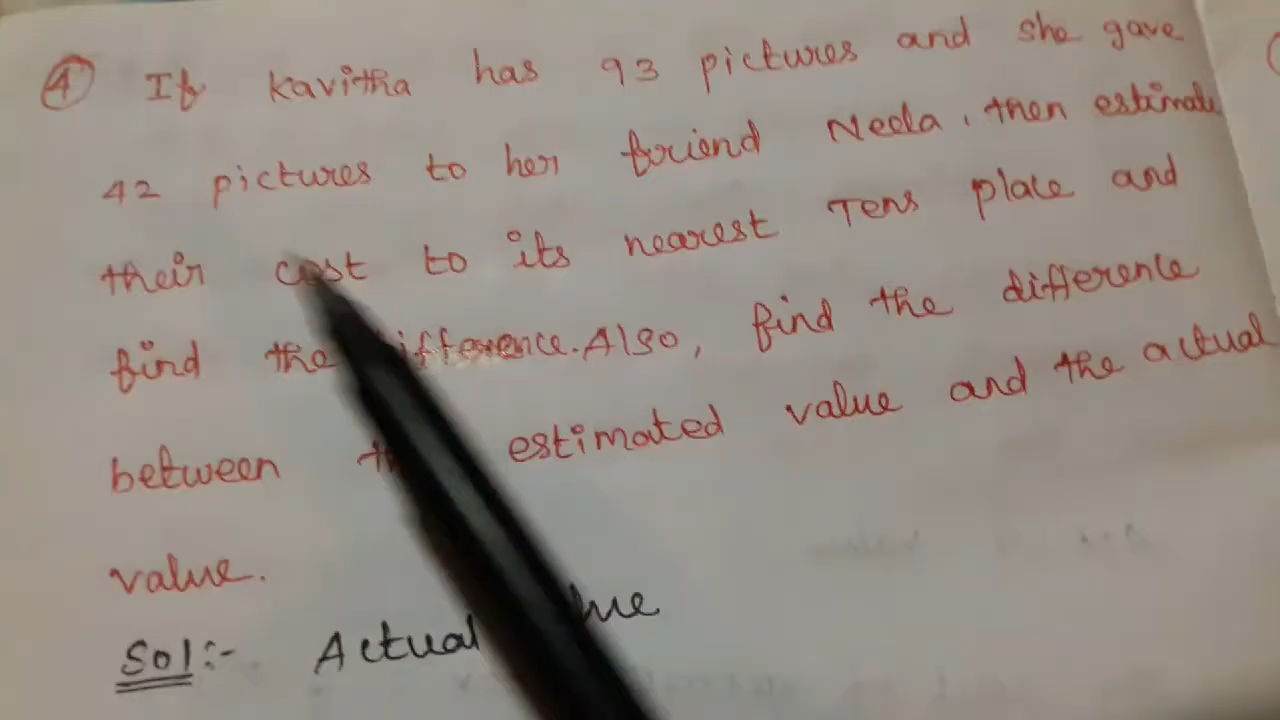 4 If Kavitha has 93 pictures and she gave
42 pictures to her friend Neela, then estimate
their cost to its nearest Tens place and
find the difference. Also, find the difference
between the estimated value and the actual
value.
Sol:- Actual